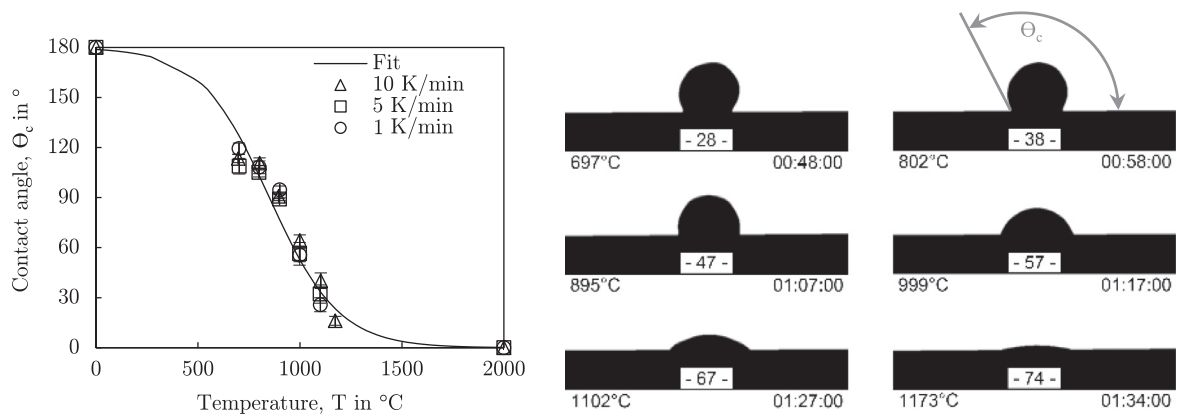 Contact angle, Ө_c in °
180
150
120
90
60
30
0
Fit
10 K/min
5 K/min
1 K/min
0
500
1000
1500
2000
Temperature, T in °C
- 28 -
697°C 00:48:00
Ө_c
- 38 -
802°C 00:58:00
- 47 -
895°C 01:07:00
- 57 -
999°C 01:17:00
- 67 -
1102°C 01:27:00
- 74 -
1173°C 01:34:00